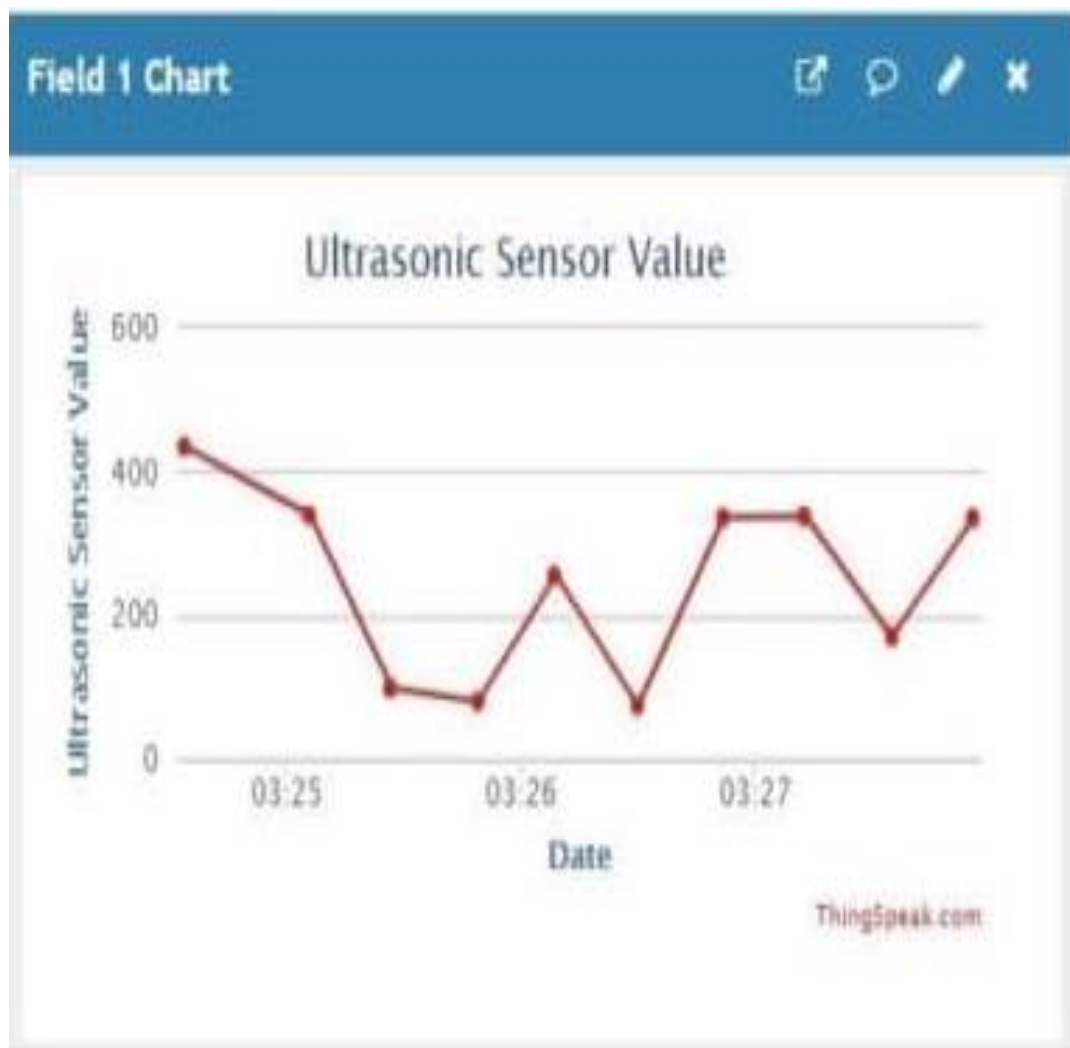 Field 1 Chart
Ultrasonic Sensor Value
Ultrasonic Sensor Value
600
400
200
0
03:25 03:26 03:27
Date
ThingSpeak.com